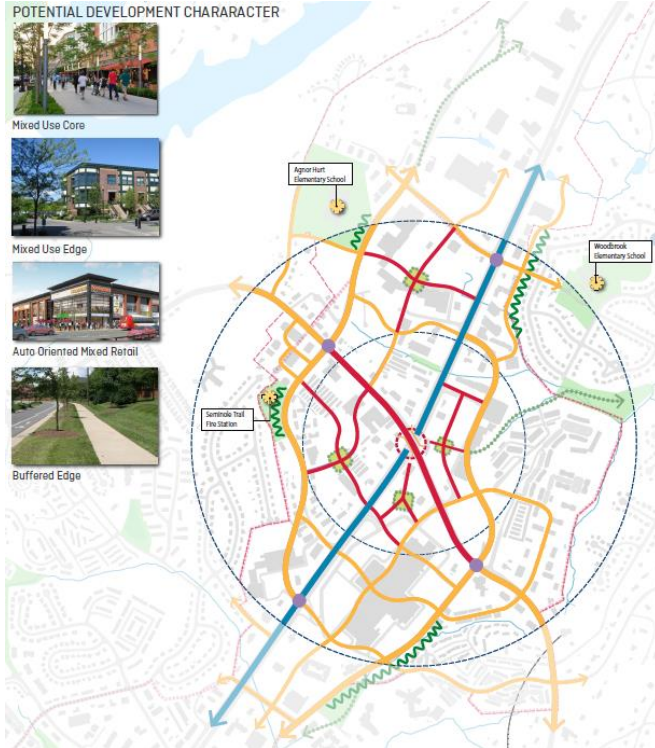 POTENTIAL DEVELOPMENT CHARARACTER
Mixed Use Core
Mixed Use Edge
Auto Oriented Mixed Retail
Buffered Edge
Agnor Hurt
Elementary School
Woodbrook
Elementary School
Seminole Trail
Fire Station